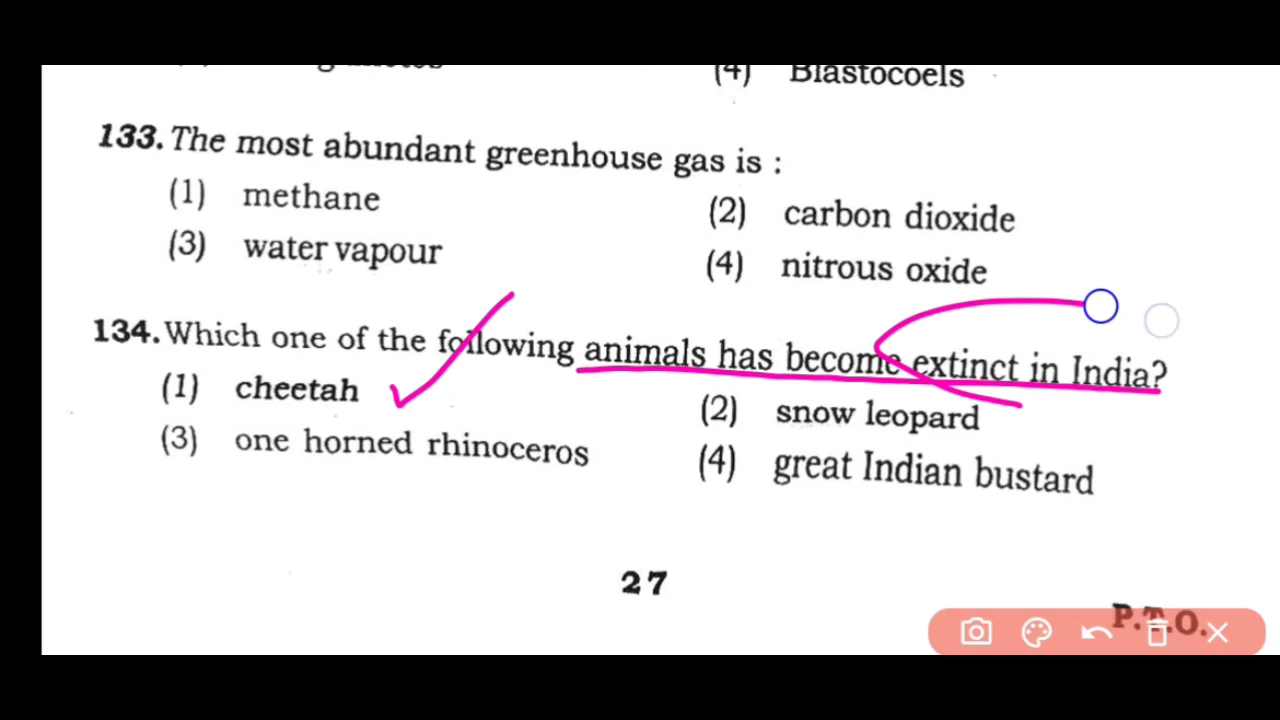 (4) Blastocoels
133. The most abundant greenhouse gas is :
(1) methane
(2) carbon dioxide
(3) water vapour
(4) nitrous oxide
134. Which one of the following animals has become extinct in India?
(1) cheetah
(2) snow leopard
(3) one horned rhinoceros
(4) great Indian bustard
27
P.T.O.